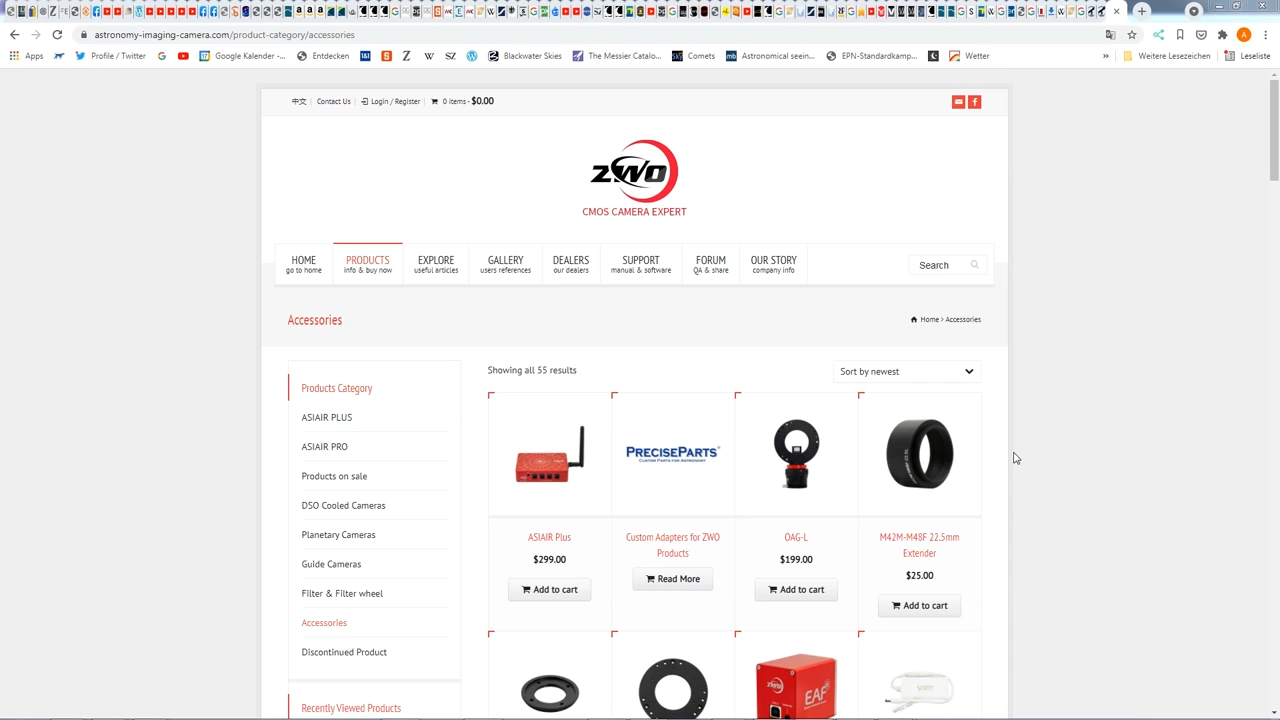 astronomy-imaging-camera.com/product-category/accessories
A
Apps
Profile / Twitter
Google Kalender -...
Entdecken
Blackwater Skies
The Messier Catalo...
Comets
Astronomical seein...
EPN-Standardkamp...
Wetter
»
Weitere Lesezeichen
Leseliste
中文 | Contact Us | Login / Register | 0 Items - $0.00
ZWO
CMOS CAMERA EXPERT
HOME
go to home
PRODUCTS
info & buy now
EXPLORE
useful articles
GALLERY
users references
DEALERS
our dealers
SUPPORT
manual & software
FORUM
QA & share
OUR STORY
company info
Search
Accessories
Home > Accessories
Products Category
ASIAIR PLUS
ASIAIR PRO
Products on sale
DSO Cooled Cameras
Planetary Cameras
Guide Cameras
Filter & Filter wheel
Accessories
Discontinued Product
Recently Viewed Products
Showing all 55 results
Sort by newest
PRECISEPARTS
CUSTOM PARTS FOR ASTRONOMY
ASIAIR Plus
$299.00
Add to cart
Custom Adapters for ZWO
Products
Read More
OAG-L
$199.00
Add to cart
M42M-M48F 22.5mm
Extender
$25.00
Add to cart
ZWO
EAF